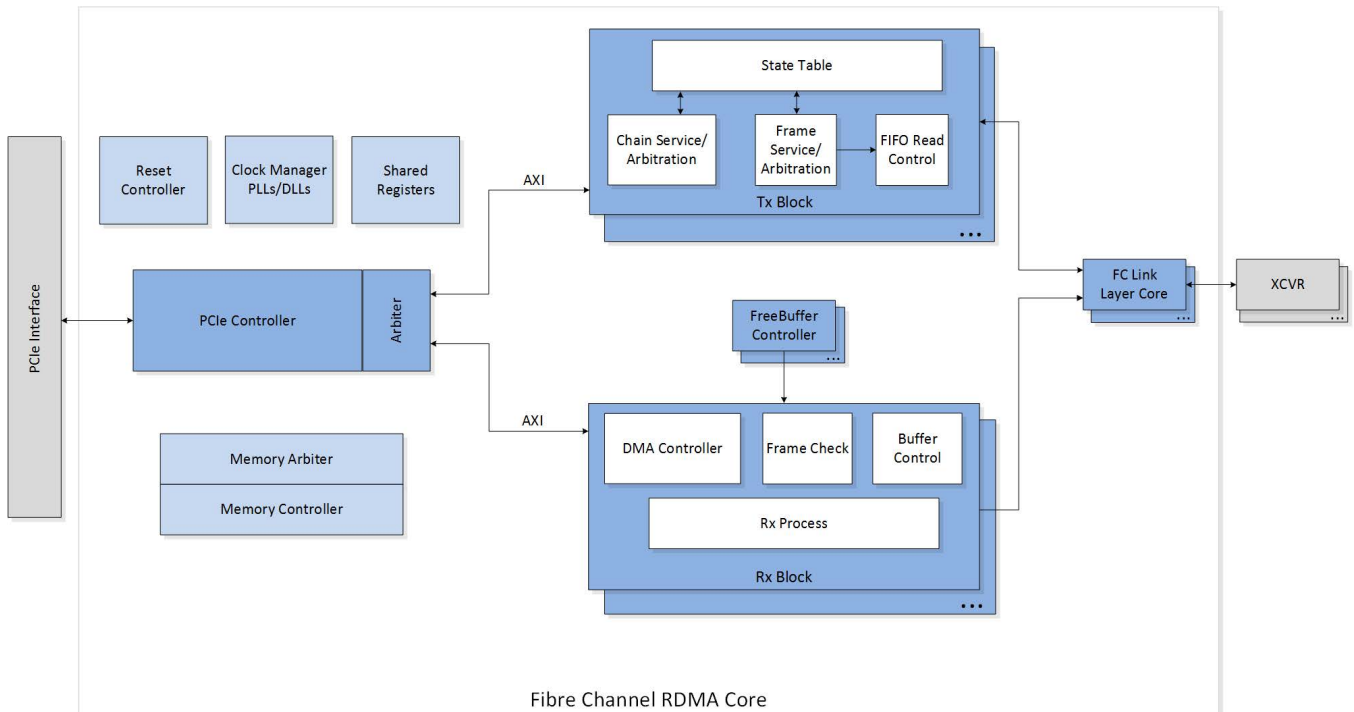 State Table
Chain Service/
Arbitration
Frame
Service/
Arbitration
FIFO Read
Control
Tx Block
...
Reset
Controller
Clock Manager
PLLs/DLLs
Shared
Registers
AXI
PCIe Interface
PCIe Controller
Arbiter
FC Link
Layer Core
...
XCVR
...
FreeBuffer
Controller
...
AXI
DMA Controller
Frame Check
Buffer
Control
Rx Process
Rx Block
...
Memory Arbiter
Memory Controller
Fibre Channel RDMA Core